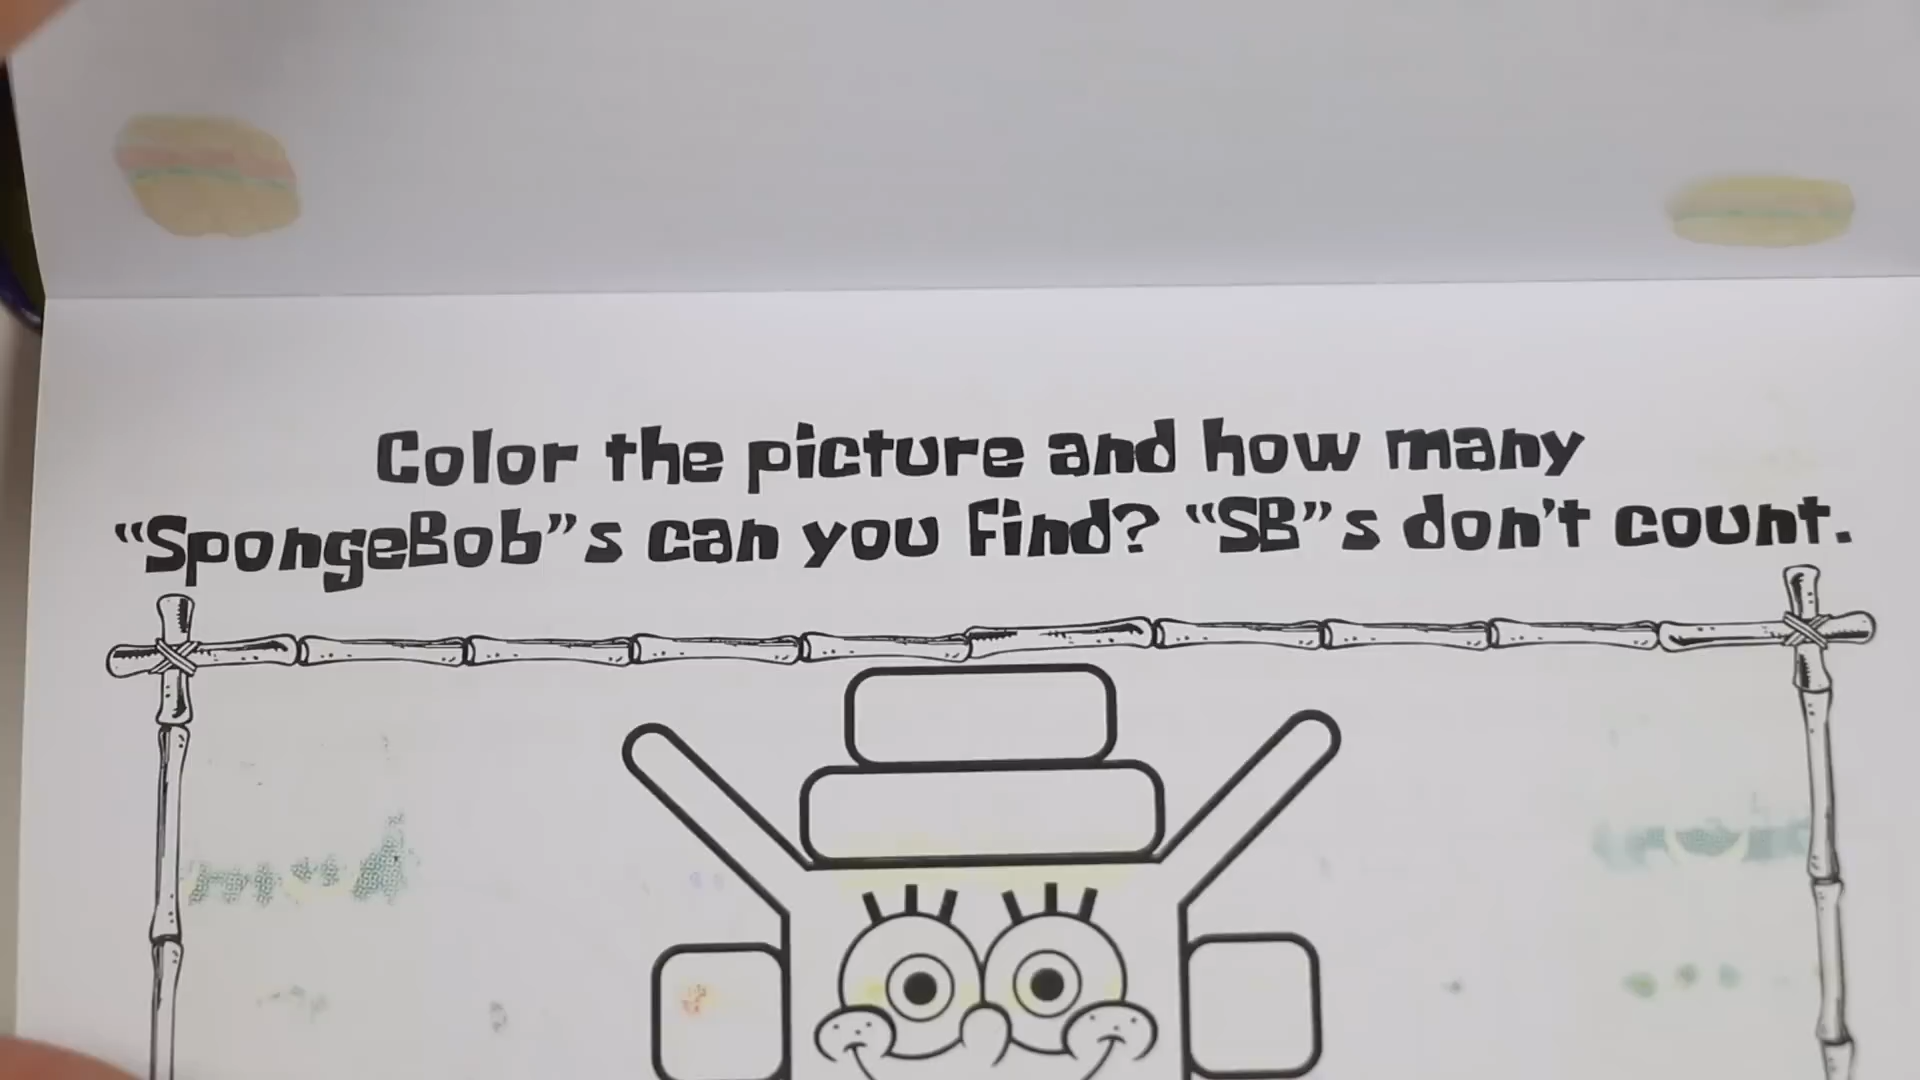 Color the picture and how many
“SpongeBob”s can you find? “SB”s don’t count.